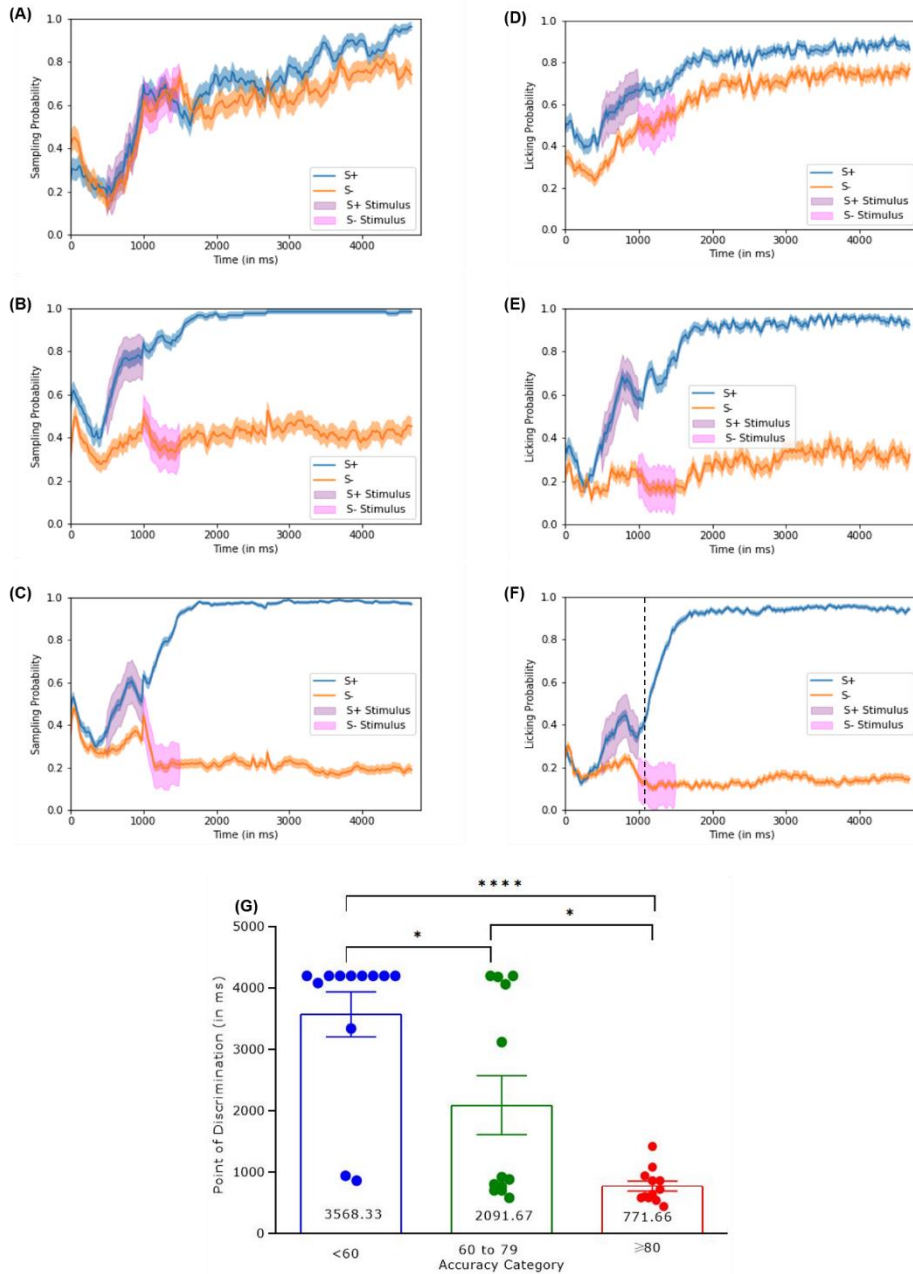 (A)
1.0
0.8
0.6
0.4
0.2
0.0
Sampling Probability
S+
S-
S+ Stimulus
S- Stimulus
0 1000 2000 3000 4000
Time (in ms)
(D)
1.0
0.8
0.6
0.4
0.2
0.0
Licking Probability
S+
S-
S+ Stimulus
S- Stimulus
0 1000 2000 3000 4000
Time (in ms)
(B)
1.0
0.8
0.6
0.4
0.2
0.0
Sampling Probability
S+
S-
S+ Stimulus
S- Stimulus
0 1000 2000 3000 4000
Time (in ms)
(E)
1.0
0.8
0.6
0.4
0.2
0.0
Licking Probability
S+
S-
S+ Stimulus
S- Stimulus
0 1000 2000 3000 4000
Time (in ms)
(C)
1.0
0.8
0.6
0.4
0.2
0.0
Sampling Probability
S+
S-
S+ Stimulus
S- Stimulus
0 1000 2000 3000 4000
Time (in ms)
(F)
1.0
0.8
0.6
0.4
0.2
0.0
Licking Probability
S+
S-
S+ Stimulus
S- Stimulus
0 1000 2000 3000 4000
Time (in ms)
(G)
****
* *
5000
4000
3000
2000
1000
0
Point of Discrimination (in ms)
3568.33 2091.67 771.66
<60 60 to 79 ≥80
Accuracy Category